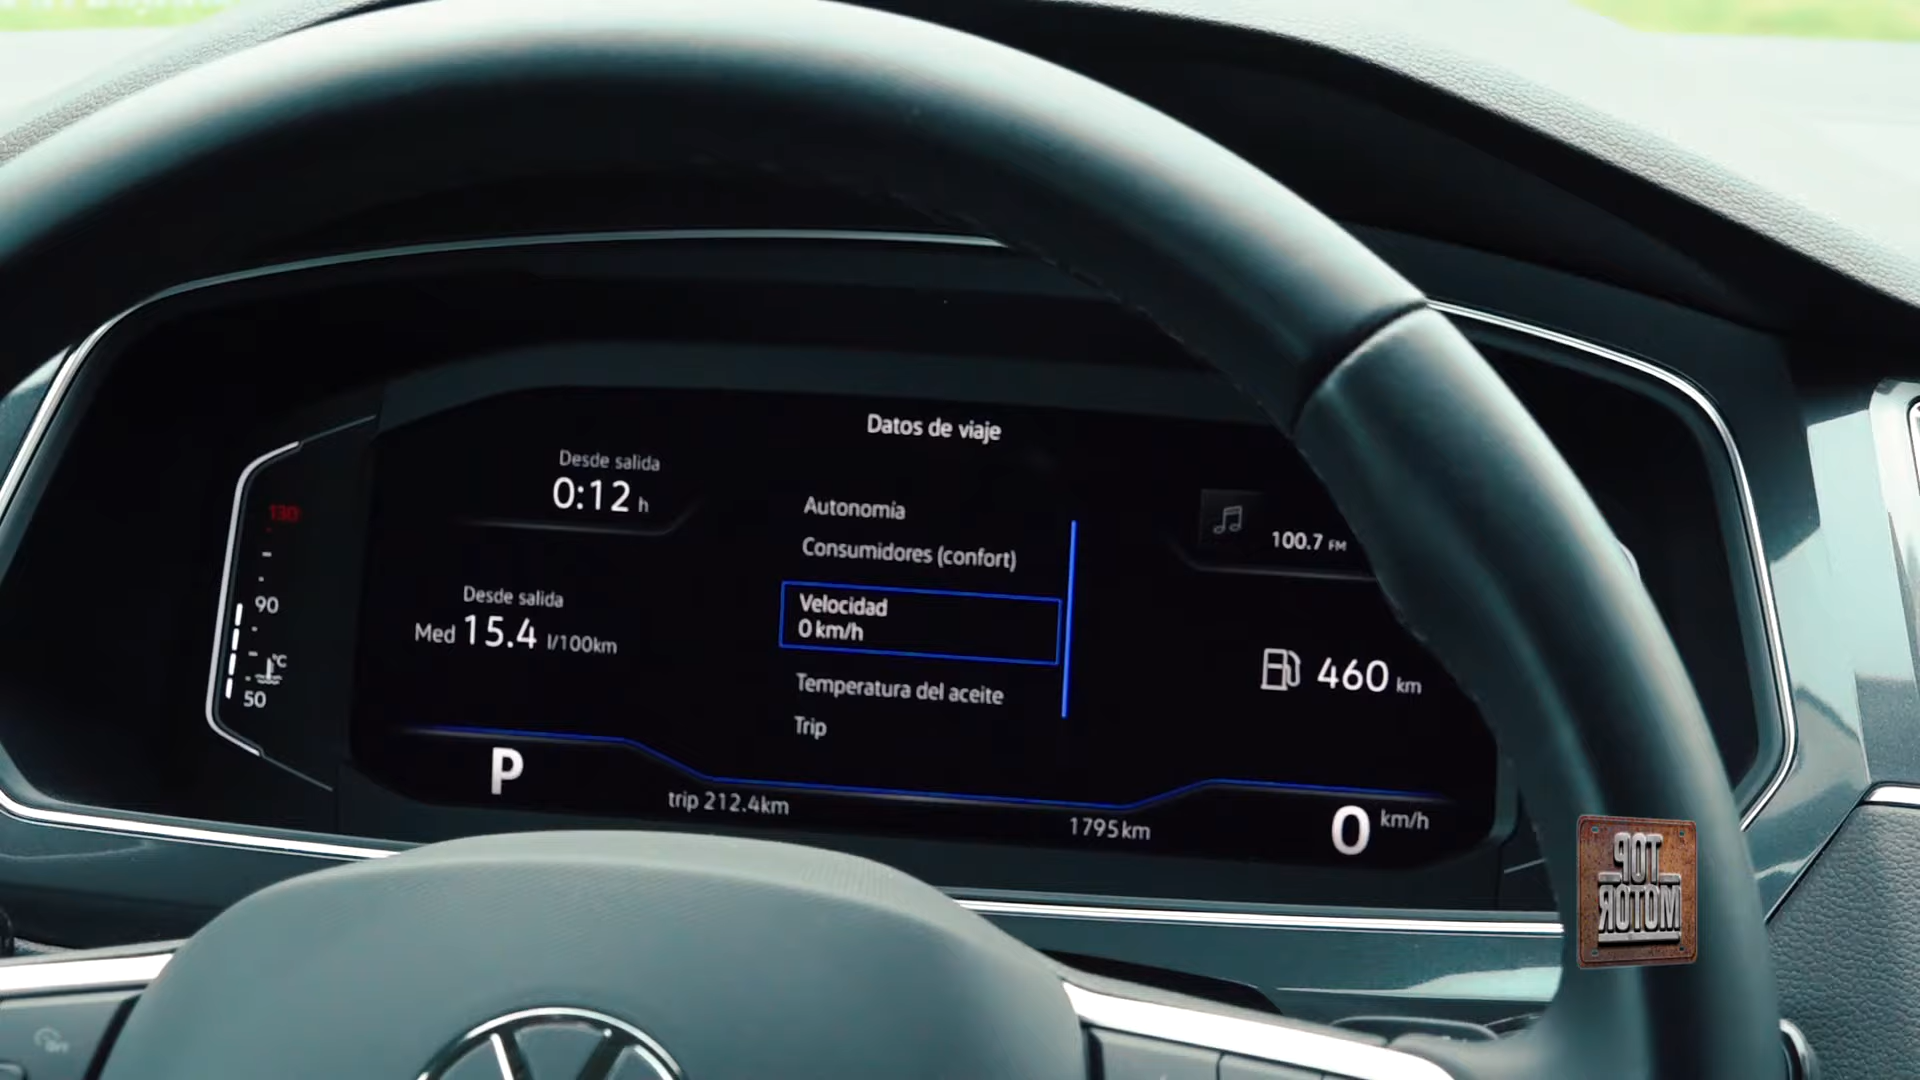 Datos de viaje
Desde salida
0:12 h
Desde salida
Med 15.4 l/100km
130
90
°C
50
Autonomía
Consumidores (confort)
Velocidad
0 km/h
Temperatura del aceite
Trip
100.7 FM
460 km
P
trip 212.4km
1795km
0 km/h
TOP
MOTOR